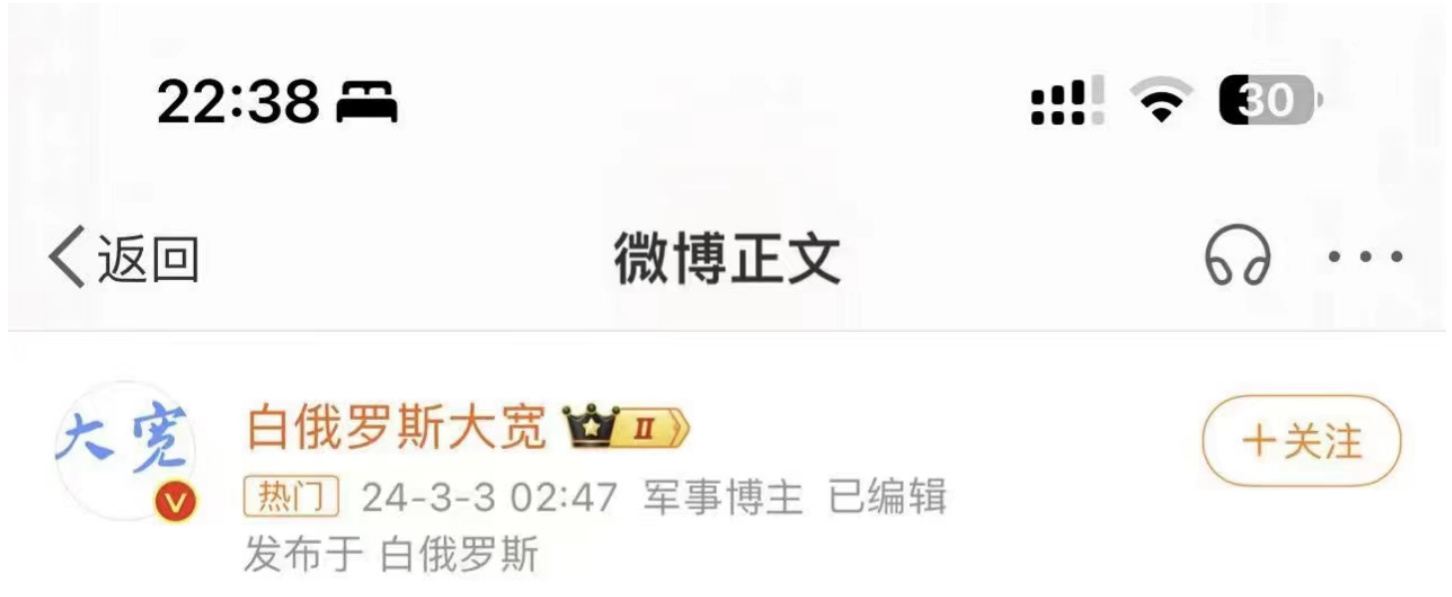 22:38 30
返回 微博正文
大宽
白俄罗斯大宽 II
V
+关注
热门 24-3-3 02:47 军事博主 已编辑
发布于 白俄罗斯